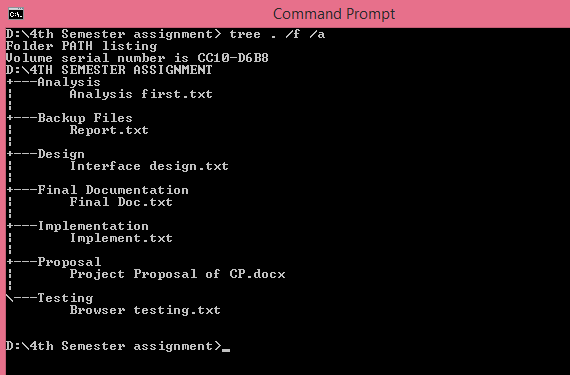 Command Prompt
D:\4th Semester assignment> tree . /f /a
Folder PATH listing
Volume serial number is CC10-D6B8
D:\4TH SEMESTER ASSIGNMENT
+---Analysis
¦       Analysis first.txt
¦
+---Backup Files
¦       Report.txt
¦
+---Design
¦       Interface design.txt
¦
+---Final Documentation
¦       Final Doc.txt
¦
+---Implementation
¦       Implement.txt
¦
+---Proposal
¦       Project Proposal of CP.docx
¦
\---Testing
        Browser testing.txt
D:\4th Semester assignment>_